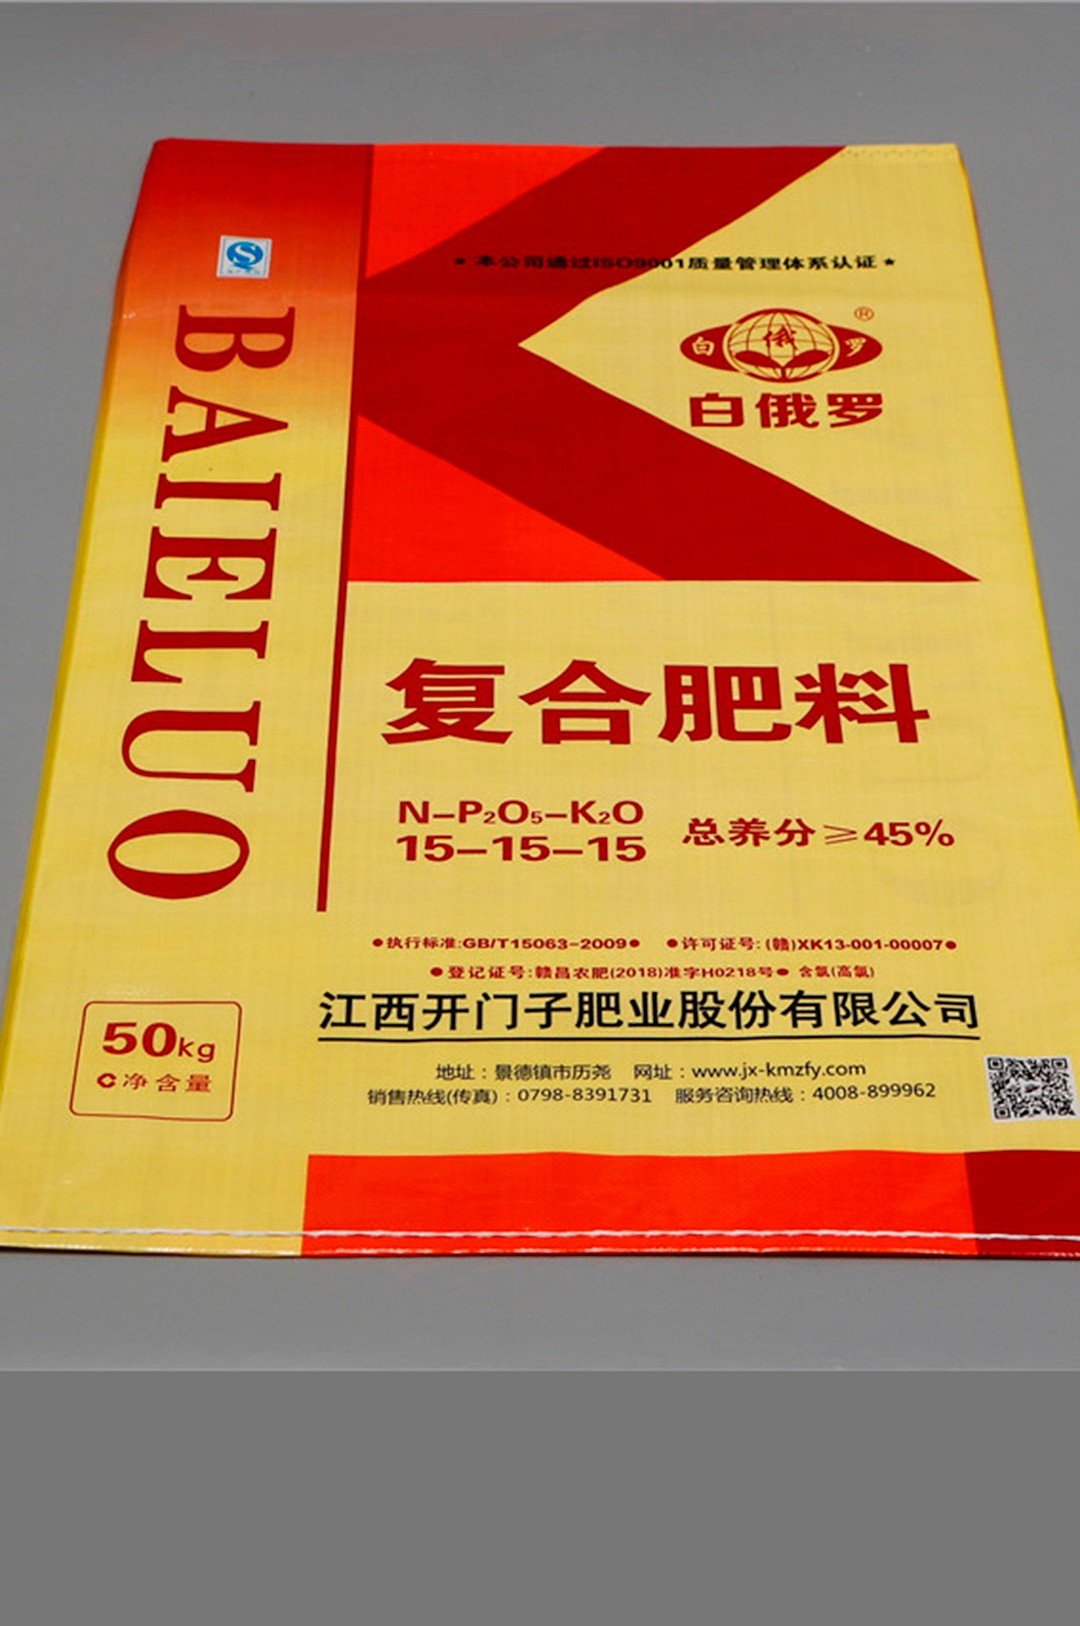 ★ 本公司通过ISO9001质量管理体系认证 ★
白俄罗 ®
白俄罗
BAIELUO
复合肥料
N-P₂O₅-K₂O
15-15-15
总养分≥45%
●执行标准:GB/T15063-2009● ●许可证号:(赣)XK13-001-00007●
●登记证号:赣昌农肥(2018)准字H0218号● 含氯(高氯)
江西开门子肥业股份有限公司
50kg
C净含量
地址:景德镇市历尧 网址:www.jx-kmzfy.com
销售热线(传真):0798-8391731 服务咨询热线:4008-899962